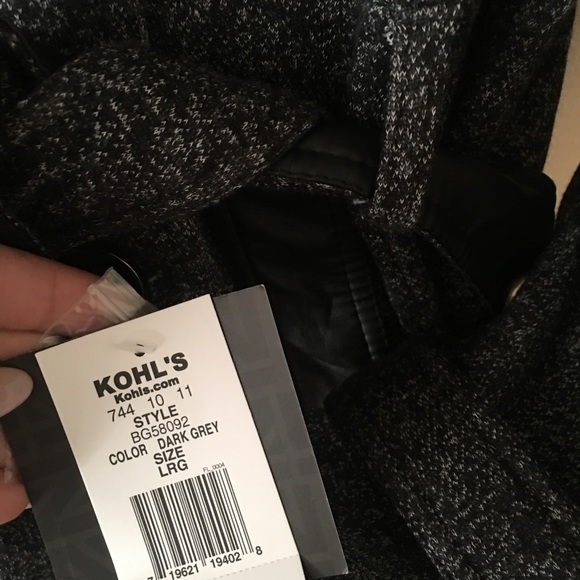 KOHL'S
Kohls.com
744 10 11
STYLE
BG58092
COLOR DARK GREY
SIZE
LRG
FL 0004
7 19621 19402 8